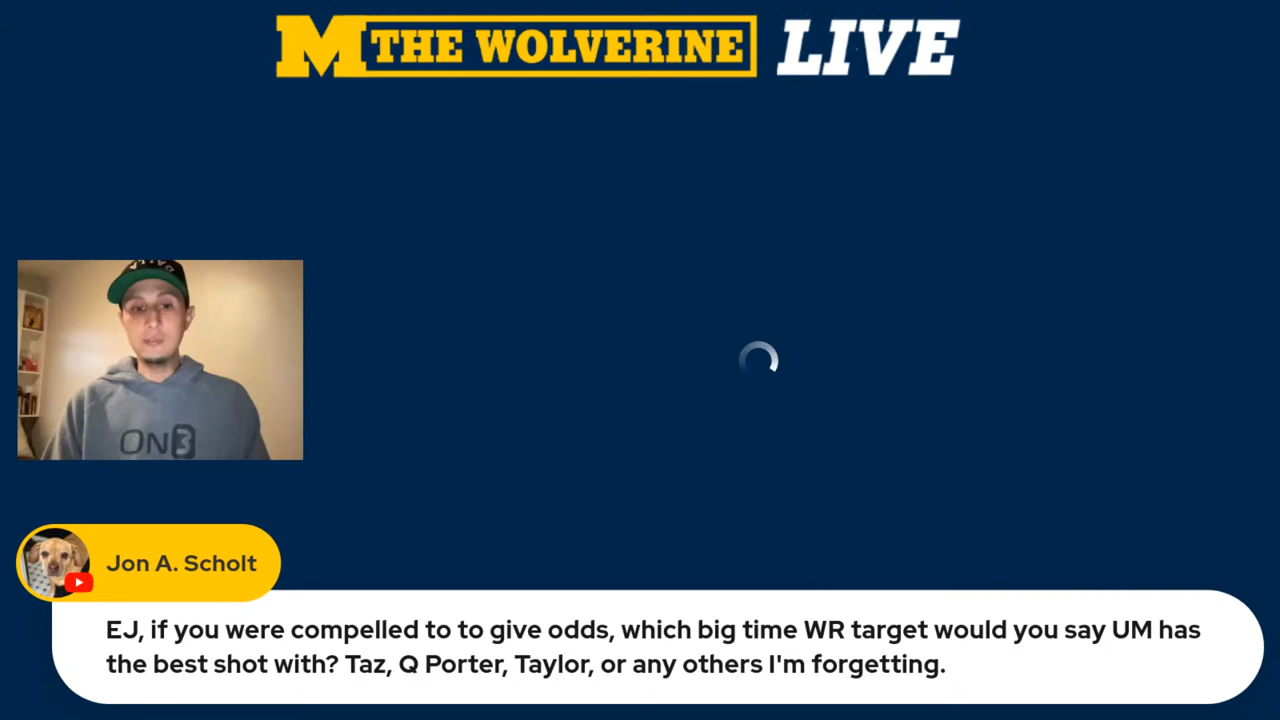 M THE WOLVERINE LIVE
ON3
Jon A. Scholt
EJ, if you were compelled to to give odds, which big time WR target would you say UM has
the best shot with? Taz, Q Porter, Taylor, or any others I'm forgetting.